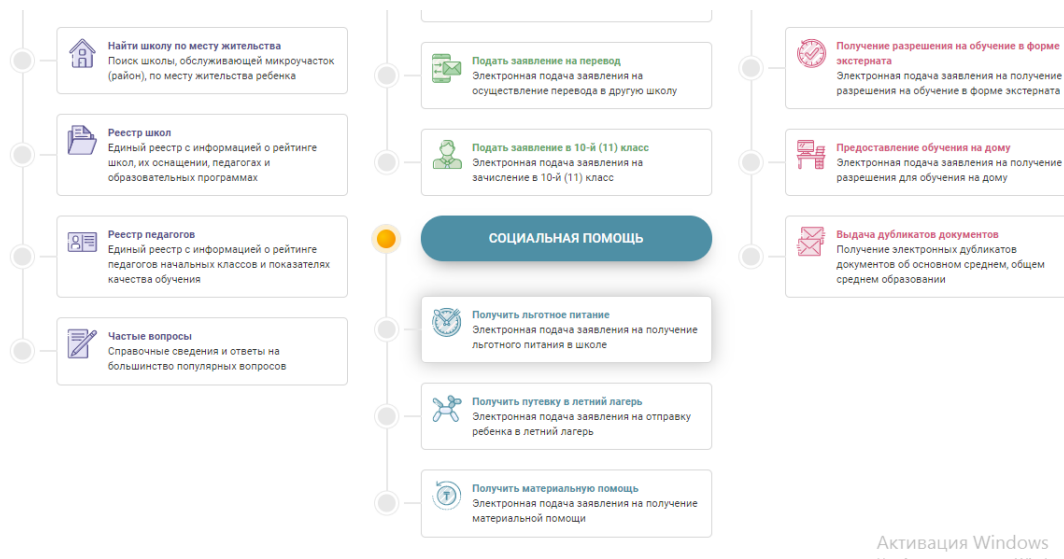 Найти школу по месту жительства
Поиск школы, обслуживающей микроучасток
(район), по месту жительства ребенка
Реестр школ
Единый реестр с информацией о рейтинге
школ, их оснащении, педагогах и
образовательных программах
Реестр педагогов
Единый реестр с информацией о рейтинге
педагогов начальных классов и показателях
качества обучения
Частые вопросы
Справочные сведения и ответы на
большинство популярных вопросов
Подать заявление на перевод
Электронная подача заявления на
осуществление перевода в другую школу
Подать заявление в 10-й (11) класс
Электронная подача заявления на
зачисление в 10-й (11) класс
СОЦИАЛЬНАЯ ПОМОЩЬ
Получить льготное питание
Электронная подача заявления на получение
льготного питания в школе
Получить путевку в летний лагерь
Электронная подача заявления на отправку
ребенка в летний лагерь
Получить материальную помощь
Электронная подача заявления на получение
материальной помощи
Получение разрешения на обучение в форме
экстерната
Электронная подача заявления на получение
разрешения на обучение в форме экстерната
Предоставление обучения на дому
Электронная подача заявления на получение
разрешения для обучения на дому
Выдача дубликатов документов
Получение электронных дубликатов
документов об основном среднем, общем
среднем образовании
Активация Windows